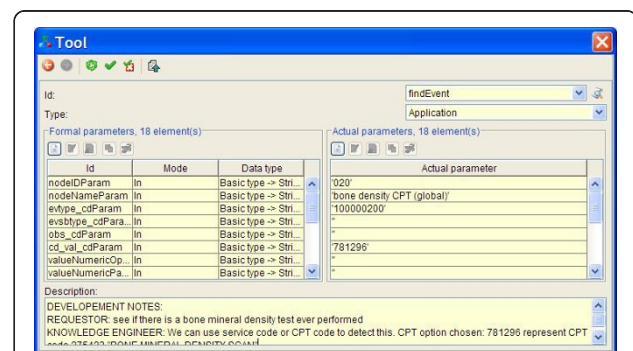 Tool
Id:
findEvent
Type:
Application
Formal parameters, 18 element(s)
Actual parameters, 18 element(s)
Id Mode Data type
Actual parameter
nodeIDParam In Basic type -> Stri...
'020'
nodeNameParam In Basic type -> Stri...
'bone density CPT (global)'
evtype_cdParam In Basic type -> Stri...
'100000200'
evsbtype_cdPara... In Basic type -> Stri...
''
obs_cdParam In Basic type -> Stri...
''
cd_val_cdParam In Basic type -> Stri...
'781296'
valueNumericOp... In Basic type -> Stri...
''
valueNumericPa... In Basic type -> Stri...
''
Description:
DEVELOPEMENT NOTES:
REQUESTOR: see if there is a bone mineral density test ever performed
KNOWLEDGE ENGINEER: We can use service code or CPT code to detect this. CPT option chosen: 781296 represent CPT